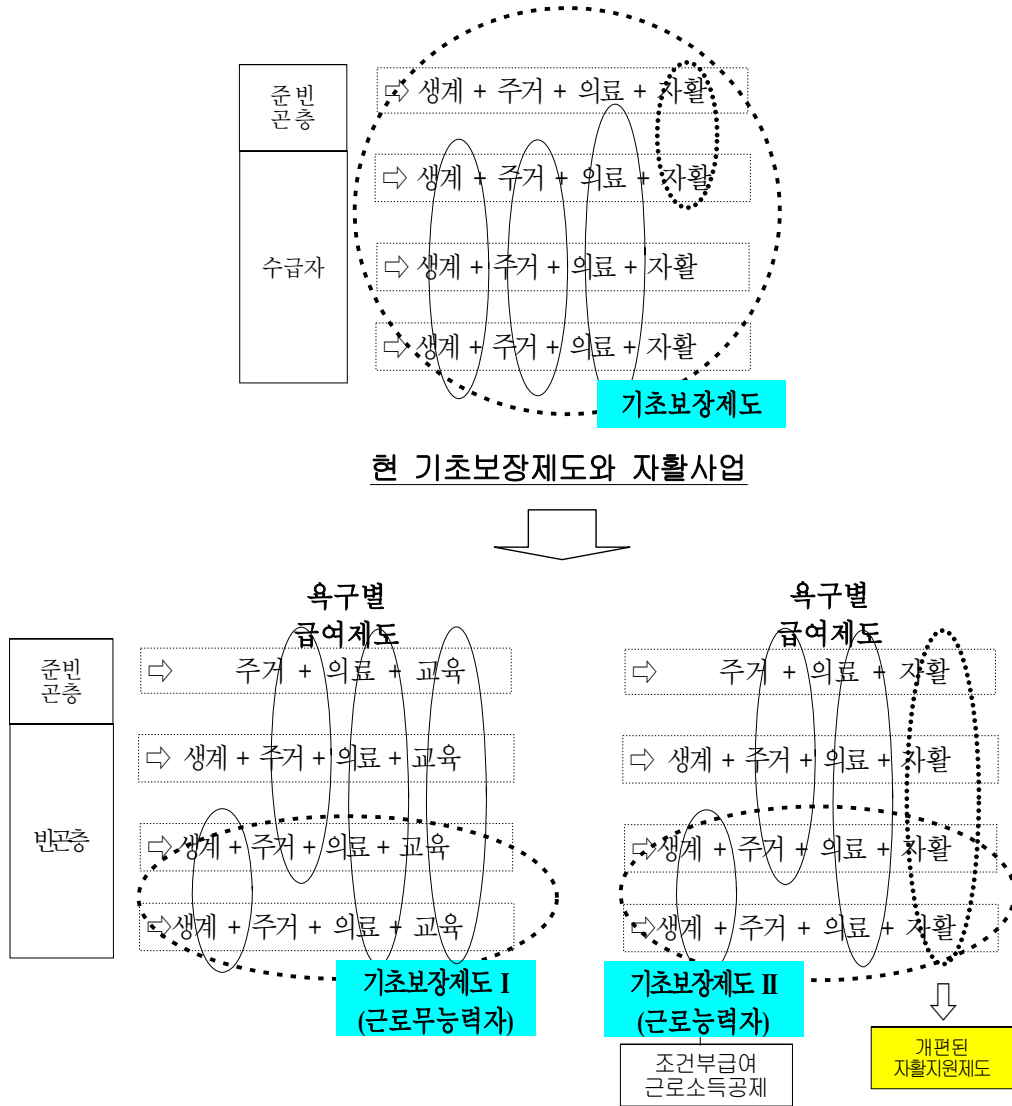 준빈
곤층
⇨ 생계 + 주거 + 의료 + 자활
⇨ 생계 + 주거 + 의료 + 자활
수급자
⇨ 생계 + 주거 + 의료 + 자활
⇨ 생계 + 주거 + 의료 + 자활
기초보장제도
현 기초보장제도와 자활사업
욕구별
급여제도
준빈
곤층
⇨ 주거 + 의료 + 교육
⇨ 생계 + 주거 + 의료 + 교육
빈곤층
⇨생계 + 주거 + 의료 + 교육
⇨생계 + 주거 + 의료 + 교육
기초보장제도 I
(근로무능력자)
욕구별
급여제도
⇨ 주거 + 의료 + 자활
⇨ 생계 + 주거 + 의료 + 자활
⇨생계 + 주거 + 의료 + 자활
⇨생계 + 주거 + 의료 + 자활
기초보장제도 II
(근로능력자)
조건부급여
근로소득공제
개편된
자활지원제도